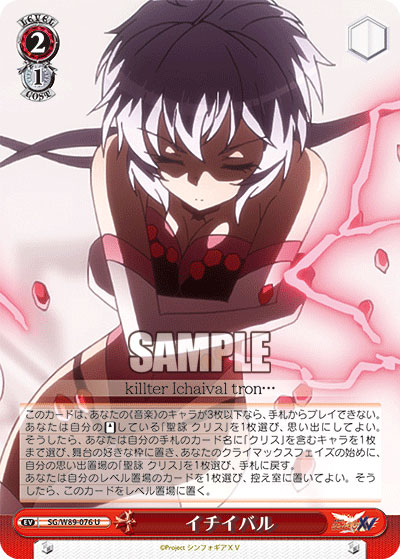 LEVEL
2
1
COST
SAMPLE
killter Ichaival tron…
このカードは、あなたの《音楽》のキャラが3枚以下なら、手札からプレイできない。
あなたは自分の している「聖詠 クリス」を1枚選び、思い出にしてよい。
そうしたら、あなたは自分の手札のカード名に「クリス」を含むキャラを1枚
まで選び、舞台の好きな枠に置き、あなたのクライマックスフェイズの始めに、
自分の思い出置場の「聖詠 クリス」を1枚選び、手札に戻す。
あなたは自分のレベル置場のカードを1枚選び、控え室に置いてよい。そうし
たら、このカードをレベル置場に置く。
EV
SG/W89-076 U
イチイバル
XV
©Project シンフォギアXV